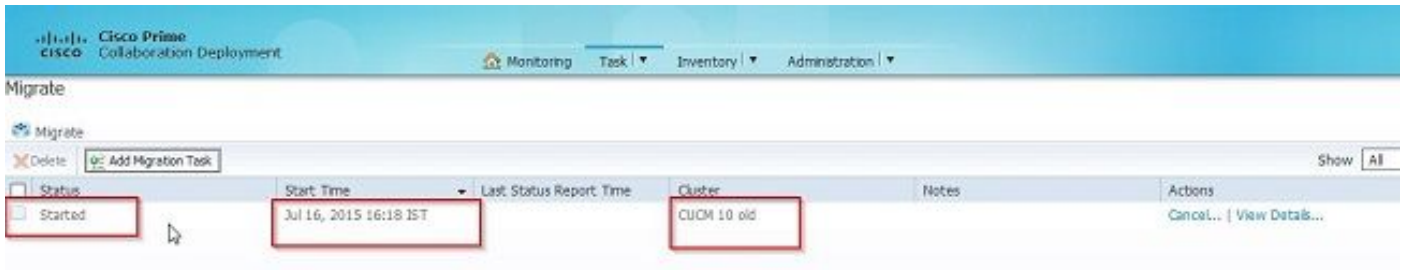 Cisco Prime
CISCO Collaboration Deployment
Monitoring Task Inventory Administration
Migrate
Migrate
Delete Add Migration Task Show All
Status Start Time Last Status Report Time Cluster Notes Actions
Started Jul 16, 2015 16:18 IST CUCM 10 old Cancel... | View Details...